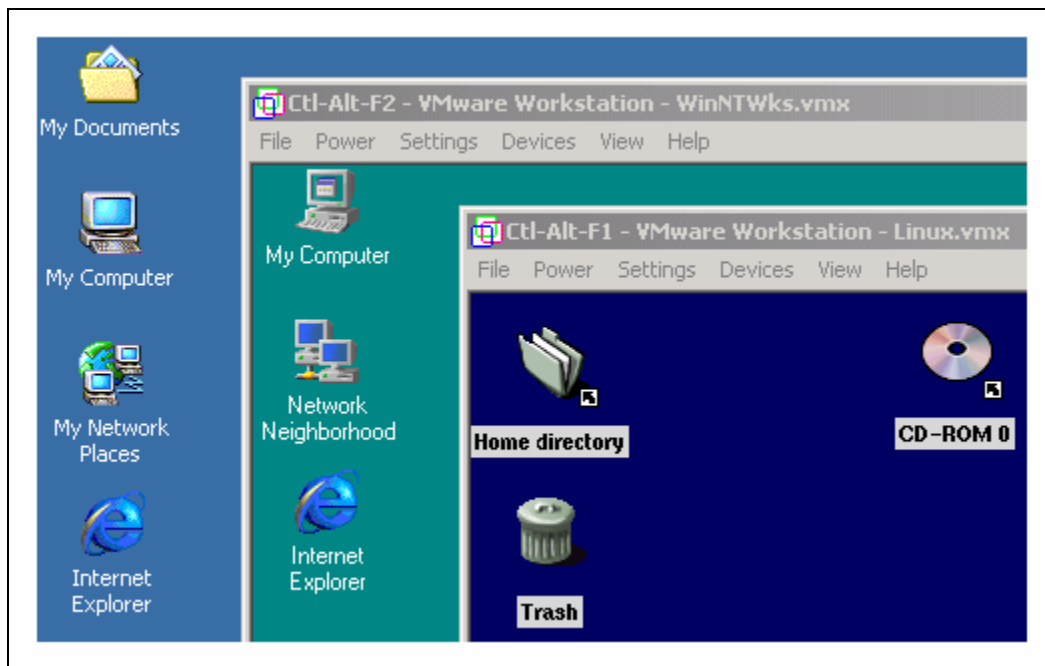 My Documents
My Computer
My Network
Places
Internet
Explorer
Ctl-Alt-F2 - VMware Workstation - WinNTWks.vmx
File Power Settings Devices View Help
My Computer
Network
Neighborhood
Internet
Explorer
Ctl-Alt-F1 - VMware Workstation - Linux.vmx
File Power Settings Devices View Help
Home directory
CD-ROM 0
Trash